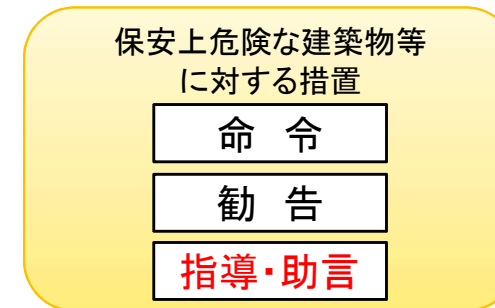 保安上危険な建築物等
に対する措置
命　令
勧　告
指導・助言